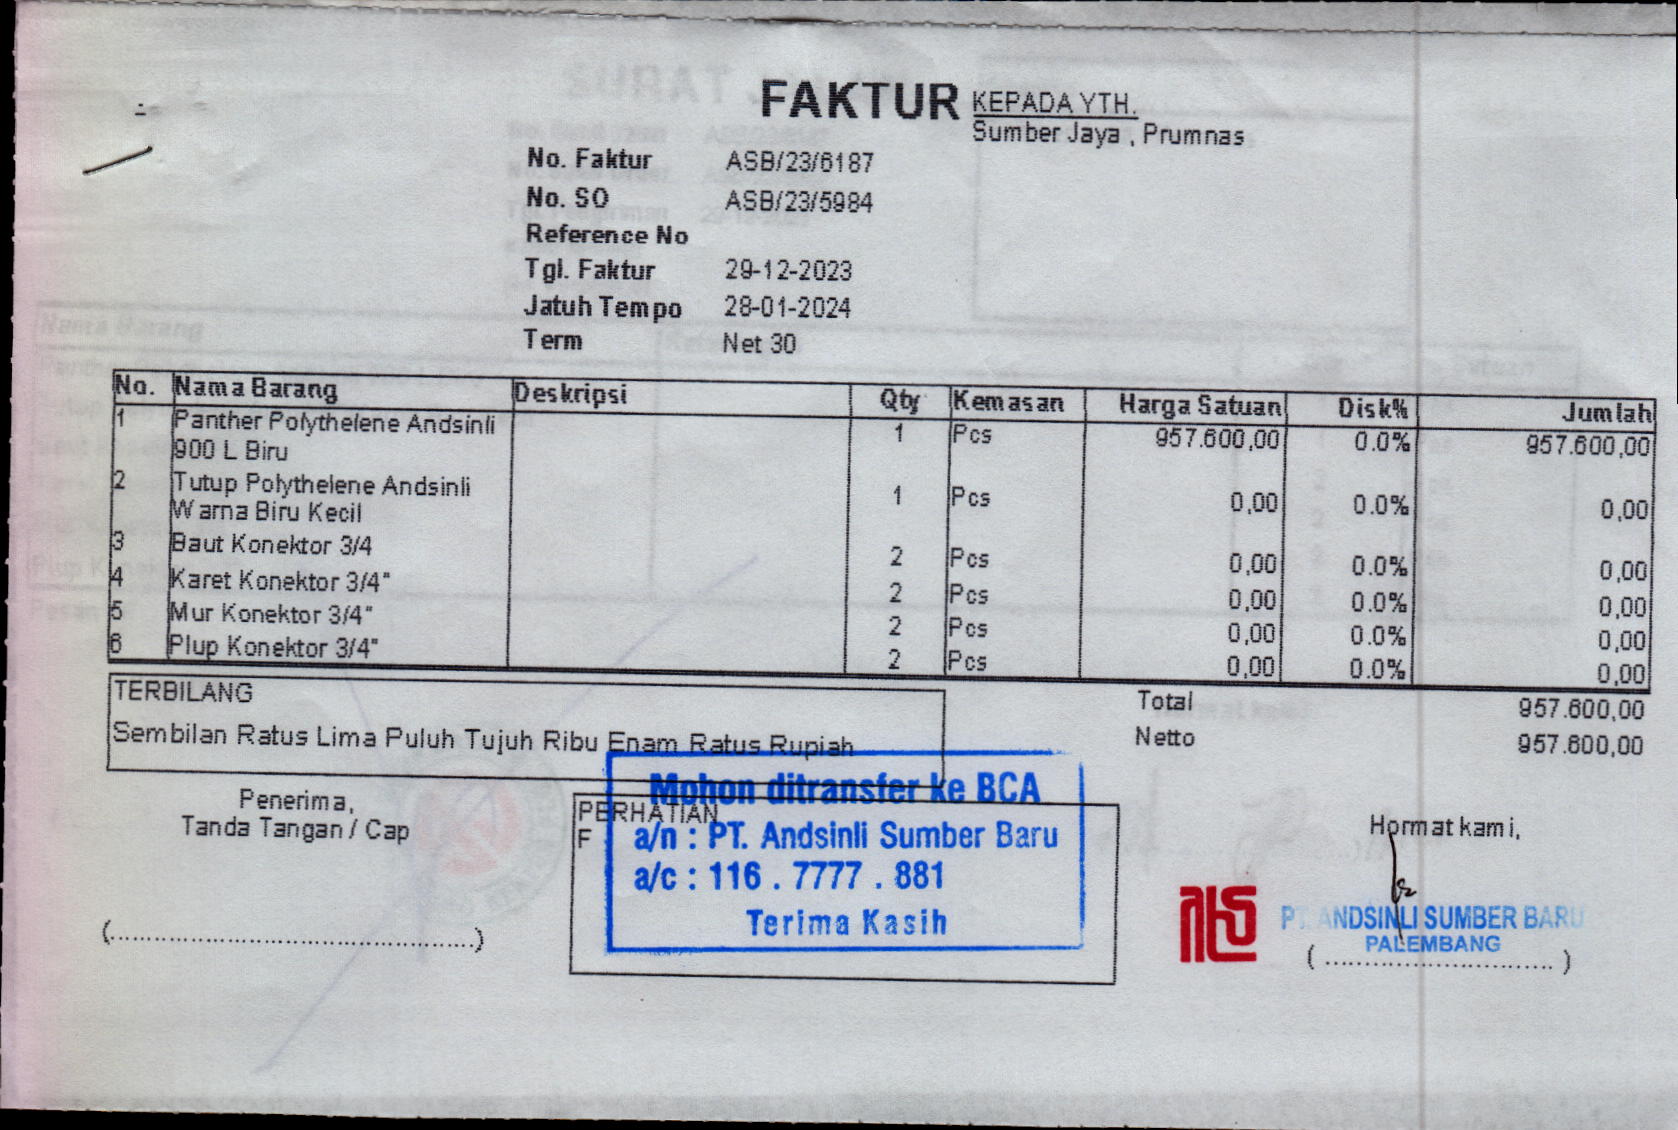 FAKTUR
KEPADA YTH.
Sumber Jaya , Prumnas
No. Faktur ASB/23/6187
No. SO ASB/23/5984
Reference No
Tgl. Faktur 29-12-2023
Jatuh Tempo 28-01-2024
Term Net 30
No. Nama Barang Deskripsi Qty Kemasan Harga Satuan Disk% Jumlah
1 Panther Polythelene Andsinli 1 Pcs 957.600,00 0.0% 957.600,00
900 L Biru
2 Tutup Polythelene Andsinli 1 Pcs 0,00 0.0% 0,00
Warna Biru Kecil
3 Baut Konektor 3/4 2 Pcs 0,00 0.0% 0,00
4 Karet Konektor 3/4" 2 Pcs 0,00 0.0% 0,00
5 Mur Konektor 3/4" 2 Pcs 0,00 0.0% 0,00
6 Plup Konektor 3/4" 2 Pcs 0,00 0.0% 0,00
TERBILANG
Sembilan Ratus Lima Puluh Tujuh Ribu Enam Ratus Rupiah
Total 957.600,00
Netto 957.600,00
Penerima,
Tanda Tangan / Cap
(..............................................)
PERHATIAN
F
Mohon ditransfer ke BCA
a/n : PT. Andsinli Sumber Baru
a/c : 116 . 7777 . 881
Terima Kasih
Hormat kami,
PT. ANDSINLI SUMBER BARU
PALEMBANG
( ............................. )